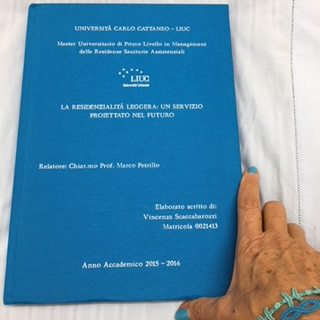 UNIVERSITÀ CARLO CATTANEO - LIUC
Master Universitario di Primo Livello in Management
delle Residenze Sanitarie Assistenziali
LIUC
Università Cattaneo
LA RESIDENZIALITÀ LEGGERA: UN SERVIZIO
PROIETTATO NEL FUTURO
Relatore: Chiar.mo Prof. Marco Petrillo
Elaborato scritto di:
Vincenza Scaccabarozzi
Matricola 0021413
Anno Accademico 2015 - 2016